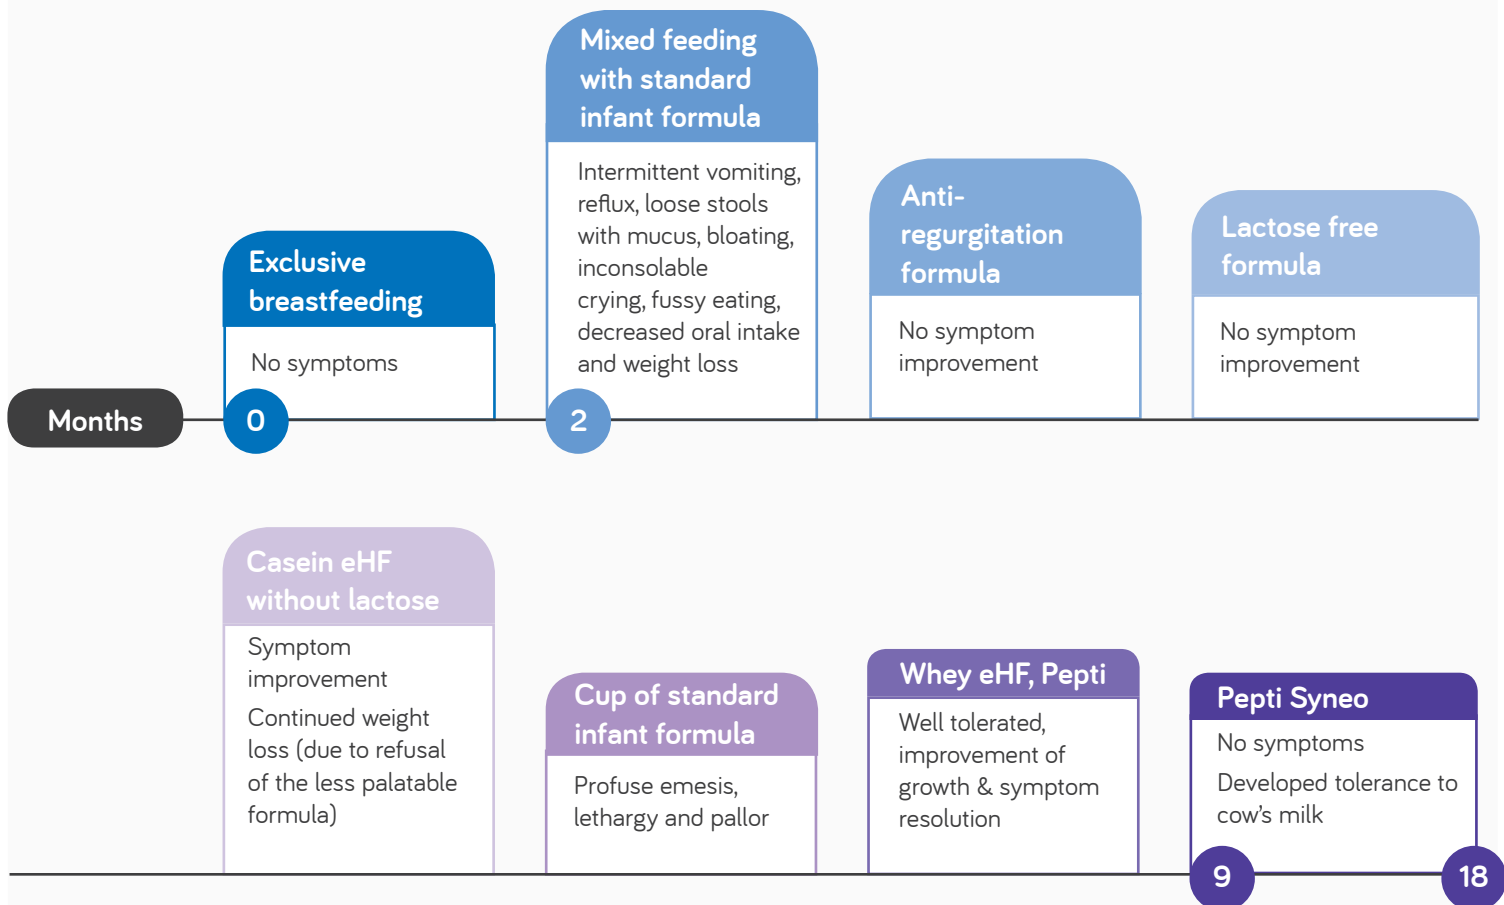 Exclusive
breastfeeding
No symptoms
Mixed feeding
with standard
infant formula
Intermittent vomiting,
reflux, loose stools
with mucus, bloating,
inconsolable
crying, fussy eating,
decreased oral intake
and weight loss
Anti-
regurgitation
formula
No symptom
improvement
Lactose free
formula
No symptom
improvement
Months
0
2
Casein eHF
without lactose
Symptom
improvement
Continued weight
loss (due to refusal
of the less palatable
formula)
Cup of standard
infant formula
Profuse emesis,
lethargy and pallor
Whey eHF, Pepti
Well tolerated,
improvement of
growth & symptom
resolution
Pepti Syneo
No symptoms
Developed tolerance to
cow’s milk
9
18